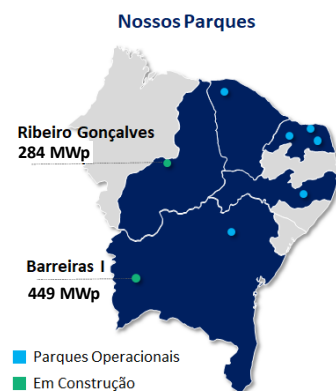 Nossos Parques
Ribeiro Gonçalves
284 MWp
Barreiras I
449 MWp
Parques Operacionais
Em Construção